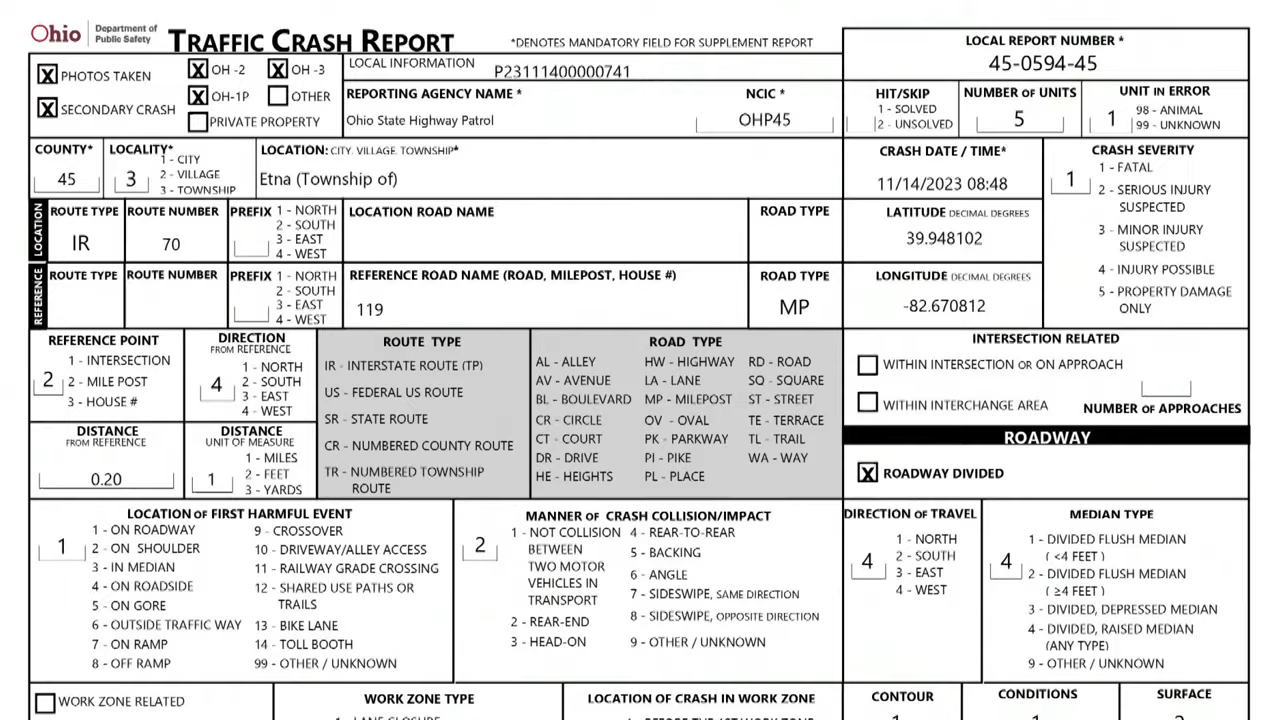 Ohio Department of Public Safety
TRAFFIC CRASH REPORT
*DENOTES MANDATORY FIELD FOR SUPPLEMENT REPORT
LOCAL REPORT NUMBER *
45-0594-45
X PHOTOS TAKEN
X OH -2 X OH -3
X SECONDARY CRASH
X OH-1P OTHER
PRIVATE PROPERTY
LOCAL INFORMATION
P23111400000741
REPORTING AGENCY NAME * NCIC *
Ohio State Highway Patrol OHP45
HIT/SKIP
1 - SOLVED
2 - UNSOLVED
NUMBER OF UNITS
5
UNIT IN ERROR
1 98 - ANIMAL
99 - UNKNOWN
COUNTY*
45
LOCALITY*
3 1 - CITY
2 - VILLAGE
3 - TOWNSHIP
LOCATION: CITY, VILLAGE, TOWNSHIP*
Etna (Township of)
CRASH DATE / TIME*
11/14/2023 08:48
CRASH SEVERITY
1 1 - FATAL
2 - SERIOUS INJURY
SUSPECTED
3 - MINOR INJURY
SUSPECTED
4 - INJURY POSSIBLE
5 - PROPERTY DAMAGE
ONLY
LOCATION
ROUTE TYPE
IR
ROUTE NUMBER
70
PREFIX 1 - NORTH
2 - SOUTH
3 - EAST
4 - WEST
LOCATION ROAD NAME
ROAD TYPE
LATITUDE DECIMAL DEGREES
39.948102
REFERENCE
ROUTE TYPE
ROUTE NUMBER
PREFIX 1 - NORTH
2 - SOUTH
3 - EAST
4 - WEST
REFERENCE ROAD NAME (ROAD, MILEPOST, HOUSE #)
119
ROAD TYPE
MP
LONGITUDE DECIMAL DEGREES
-82.670812
REFERENCE POINT
2 1 - INTERSECTION
2 - MILE POST
3 - HOUSE #
DIRECTION
FROM REFERENCE
4 1 - NORTH
2 - SOUTH
3 - EAST
4 - WEST
DISTANCE
FROM REFERENCE
0.20
DISTANCE
UNIT OF MEASURE
1 1 - MILES
2 - FEET
3 - YARDS
ROUTE TYPE
IR - INTERSTATE ROUTE (TP)
US - FEDERAL US ROUTE
SR - STATE ROUTE
CR - NUMBERED COUNTY ROUTE
TR - NUMBERED TOWNSHIP
ROUTE
ROAD TYPE
AL - ALLEY HW - HIGHWAY RD - ROAD
AV - AVENUE LA - LANE SQ - SQUARE
BL - BOULEVARD MP - MILEPOST ST - STREET
CR - CIRCLE OV - OVAL TE - TERRACE
CT - COURT PK - PARKWAY TL - TRAIL
DR - DRIVE PI - PIKE WA - WAY
HE - HEIGHTS PL - PLACE
INTERSECTION RELATED
WITHIN INTERSECTION OR ON APPROACH
WITHIN INTERCHANGE AREA
NUMBER OF APPROACHES
ROADWAY
X ROADWAY DIVIDED
LOCATION OF FIRST HARMFUL EVENT
1
1 - ON ROADWAY 9 - CROSSOVER
2 - ON SHOULDER 10 - DRIVEWAY/ALLEY ACCESS
3 - IN MEDIAN 11 - RAILWAY GRADE CROSSING
4 - ON ROADSIDE 12 - SHARED USE PATHS OR
TRAILS
5 - ON GORE
6 - OUTSIDE TRAFFIC WAY 13 - BIKE LANE
7 - ON RAMP 14 - TOLL BOOTH
8 - OFF RAMP 99 - OTHER / UNKNOWN
MANNER OF CRASH COLLISION/IMPACT
2
1 - NOT COLLISION
BETWEEN
TWO MOTOR
VEHICLES IN
TRANSPORT
2 - REAR-END
3 - HEAD-ON
4 - REAR-TO-REAR
5 - BACKING
6 - ANGLE
7 - SIDESWIPE, SAME DIRECTION
8 - SIDESWIPE, OPPOSITE DIRECTION
9 - OTHER / UNKNOWN
DIRECTION OF TRAVEL
4 1 - NORTH
2 - SOUTH
3 - EAST
4 - WEST
MEDIAN TYPE
4 1 - DIVIDED FLUSH MEDIAN
( <4 FEET )
2 - DIVIDED FLUSH MEDIAN
( ≥4 FEET )
3 - DIVIDED, DEPRESSED MEDIAN
4 - DIVIDED, RAISED MEDIAN
(ANY TYPE)
9 - OTHER / UNKNOWN
WORK ZONE RELATED
WORK ZONE TYPE
LOCATION OF CRASH IN WORK ZONE
CONTOUR
CONDITIONS
SURFACE